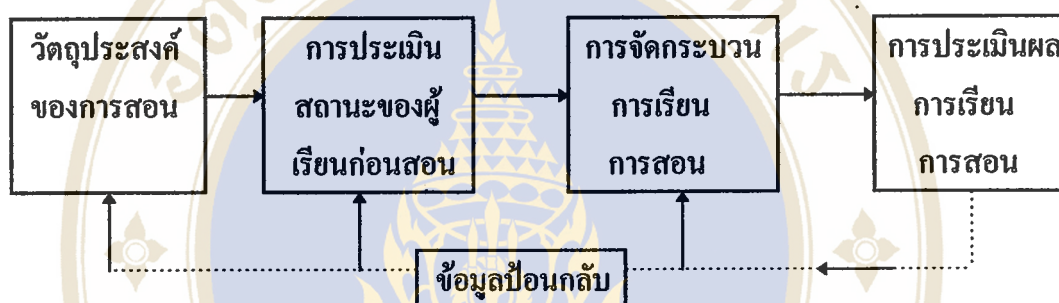 วัตถุประสงค์
ของการสอน
การประเมิน
สถานะของผู้
เรียนก่อนสอน
การจัดกระบวน
การเรียน
การสอน
การประเมินผล
การเรียน
การสอน
ข้อมูลป้อนกลับ